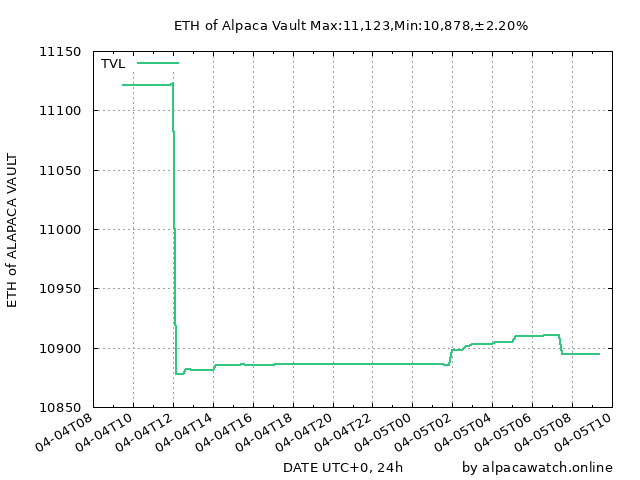 ETH of Alpaca Vault Max:11,123,Min:10,878,±2.20%
TVL
11150
11100
11050
11000
10950
10900
10850
ETH of ALAPACA VAULT
04-04T08
04-04T10
04-04T12
04-04T14
04-04T16
04-04T18
04-04T20
04-04T22
04-05T00
04-05T02
04-05T04
04-05T06
04-05T08
04-05T10
DATE UTC+0, 24h
by alpacawatch.online